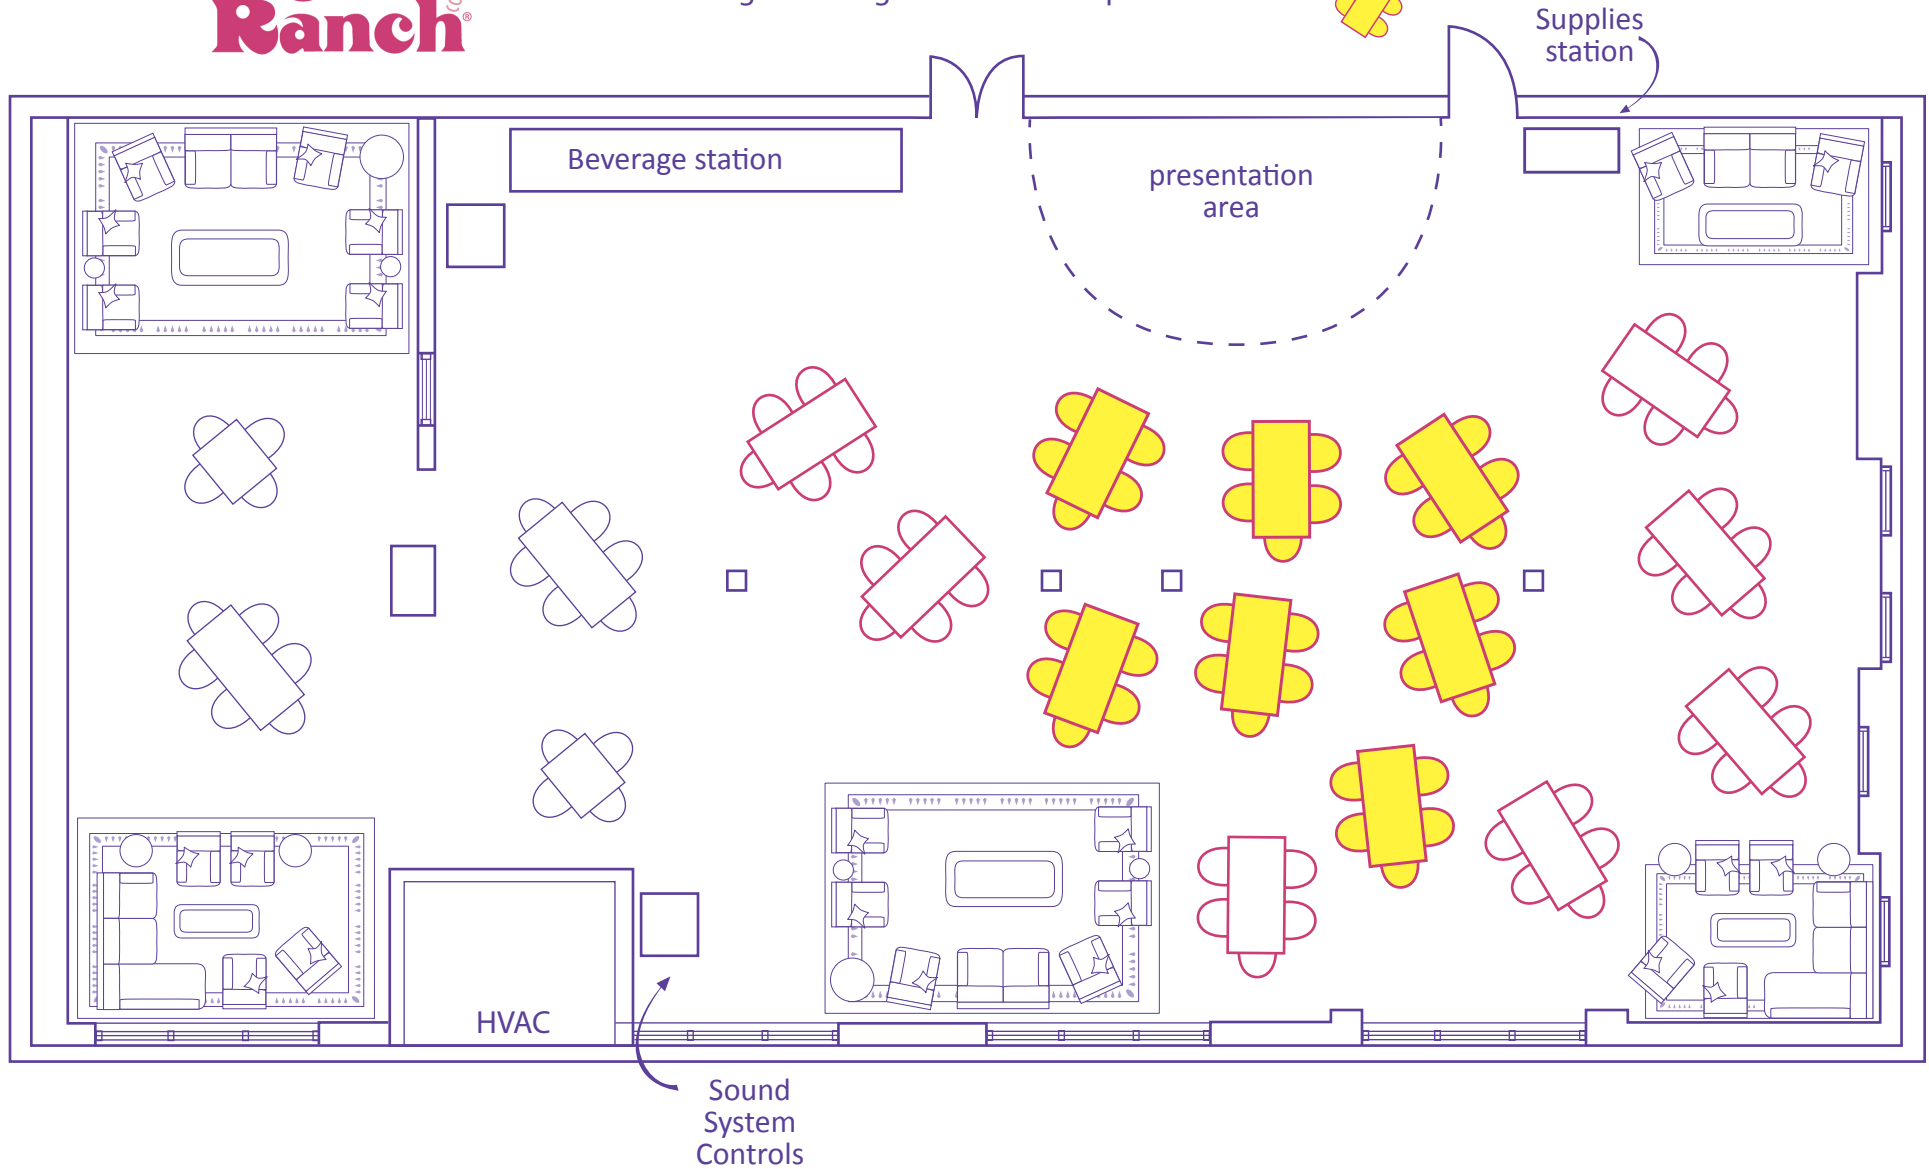 Ranch®
Supplies
station
Beverage station
presentation
area
HVAC
Sound
System
Controls